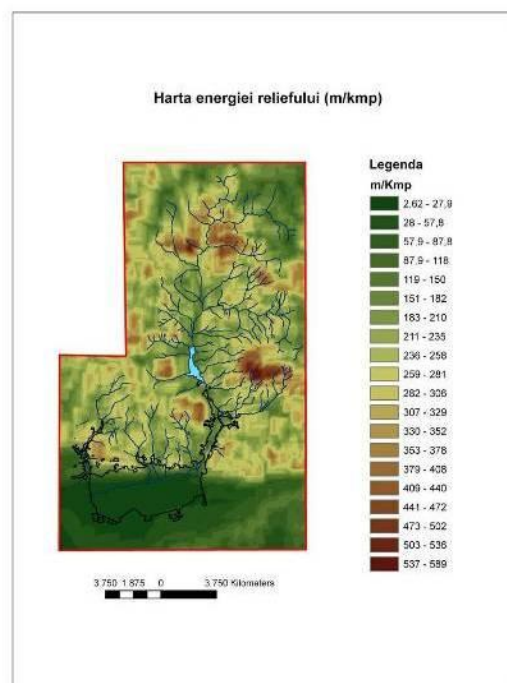 Harta energiei reliefului (m/kmp)
Legenda
m/Kmp
2,62 - 27,9
28 - 57,8
57,9 - 87,8
87,9 - 118
119 - 150
151 - 182
183 - 210
211 - 235
236 - 258
259 - 281
282 - 306
307 - 329
330 - 352
353 - 378
379 - 408
409 - 440
441 - 472
473 - 502
503 - 536
537 - 589
3.750 1.875 0 3.750 Kilometers